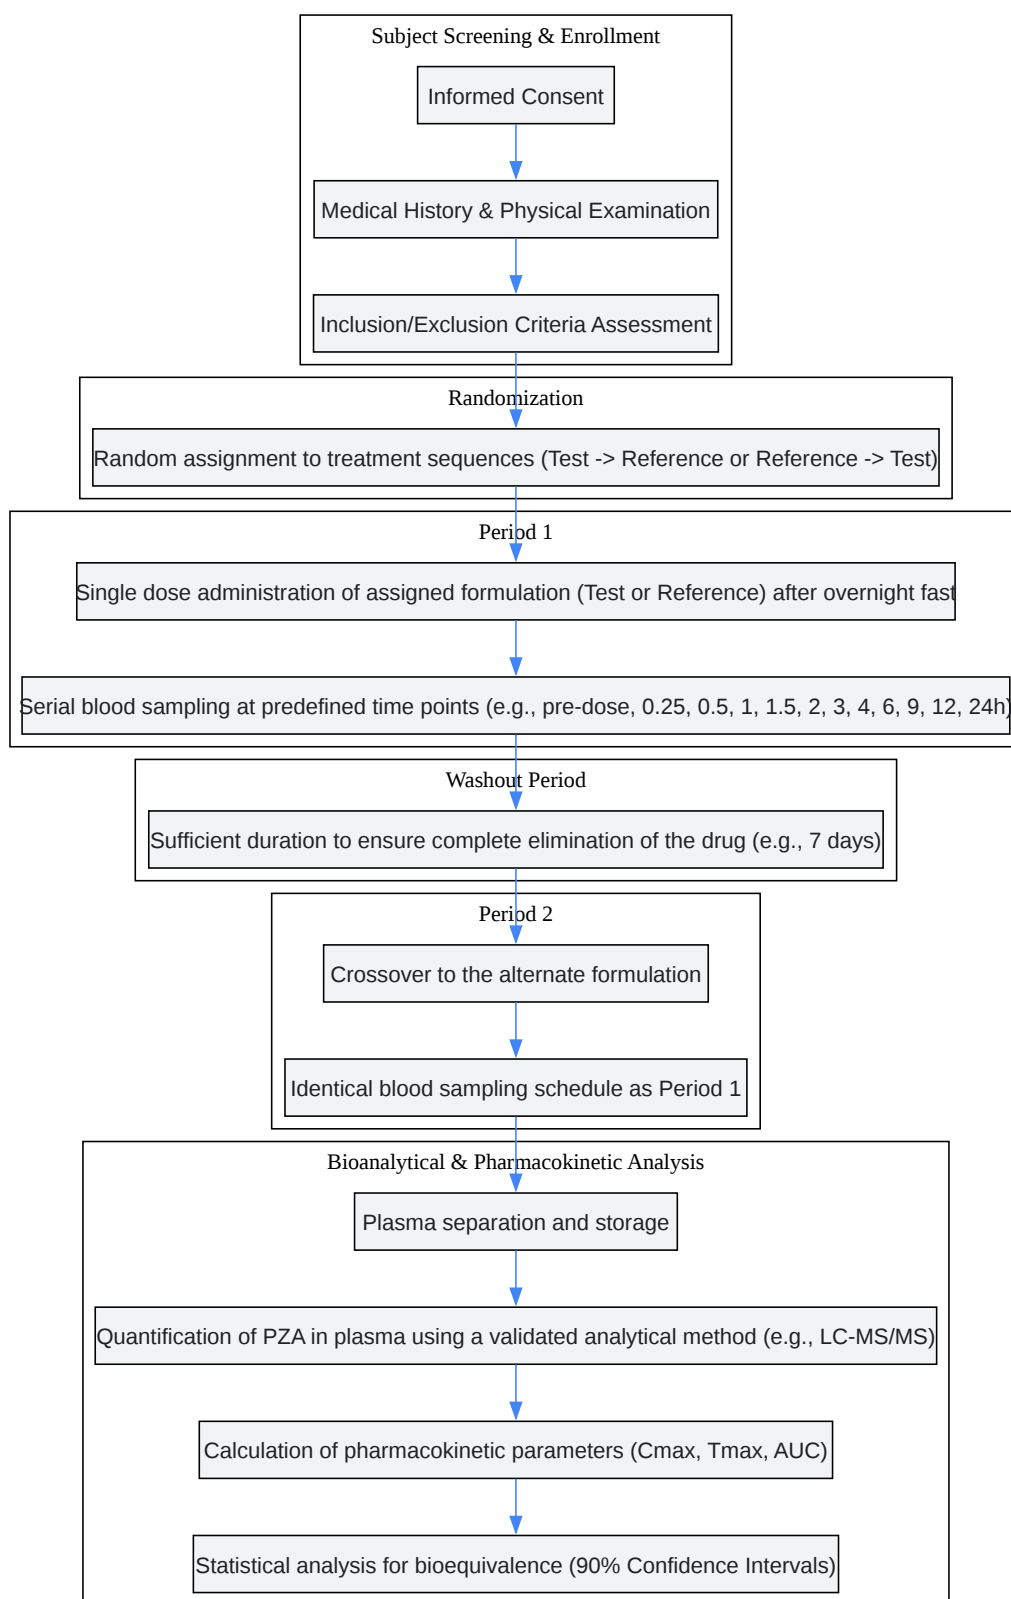 Subject Screening & Enrollment
Informed Consent
Medical History & Physical Examination
Inclusion/Exclusion Criteria Assessment
Randomization
Random assignment to treatment sequences (Test -> Reference or Reference -> Test)
Period 1
Single dose administration of assigned formulation (Test or Reference) after overnight fast
Serial blood sampling at predefined time points (e.g., pre-dose, 0.25, 0.5, 1, 1.5, 2, 3, 4, 6, 9, 12, 24h)
Washout Period
Sufficient duration to ensure complete elimination of the drug (e.g., 7 days)
Period 2
Crossover to the alternate formulation
Identical blood sampling schedule as Period 1
Bioanalytical & Pharmacokinetic Analysis
Plasma separation and storage
Quantification of PZA in plasma using a validated analytical method (e.g., LC-MS/MS)
Calculation of pharmacokinetic parameters (Cmax, Tmax, AUC)
Statistical analysis for bioequivalence (90% Confidence Intervals)